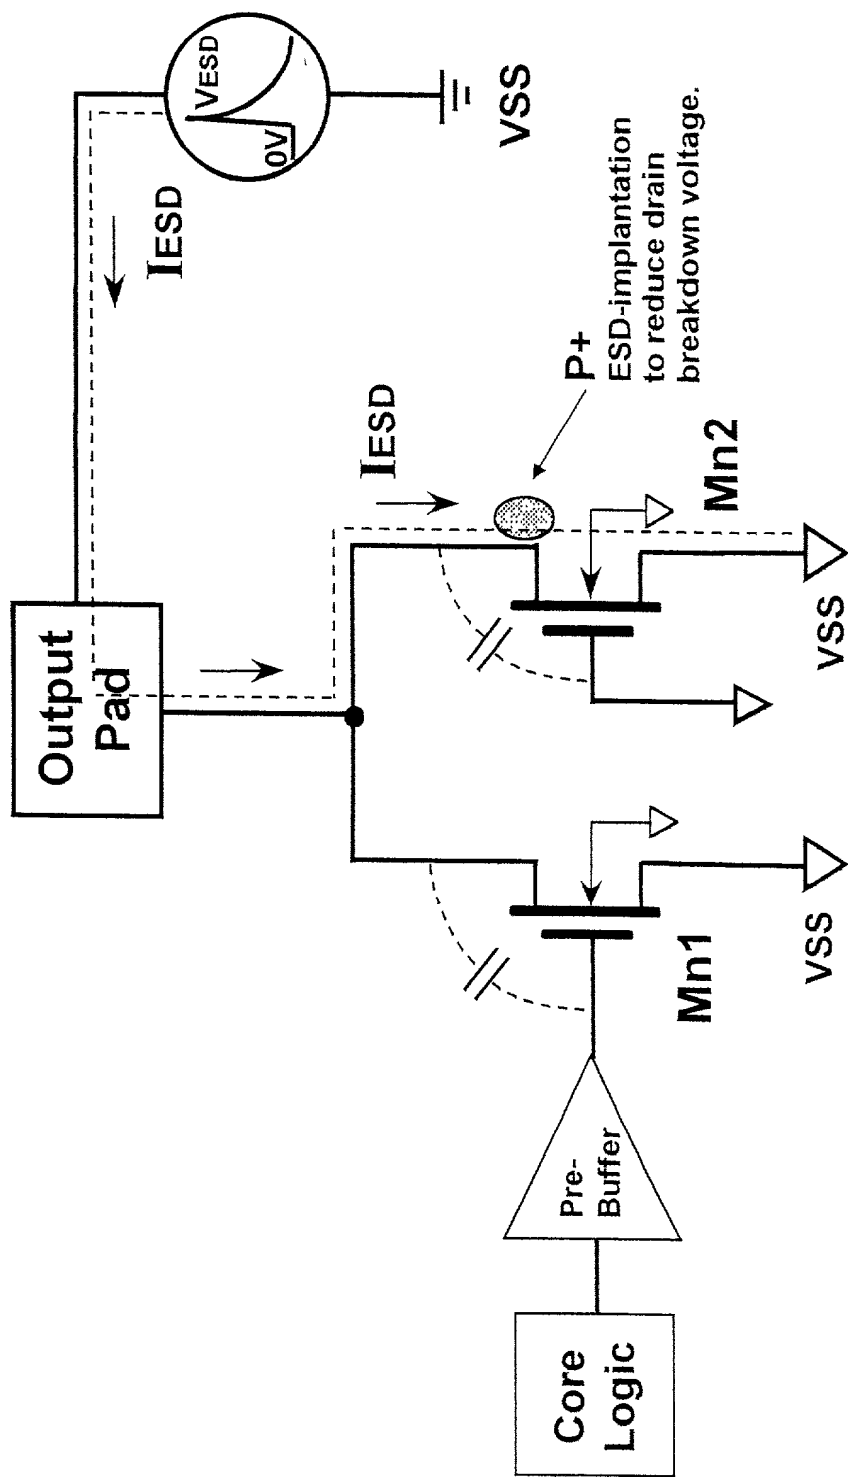 Output
Pad
VESD
0V
IESD
VSS
IESD
P+
ESD-implantation
to reduce drain
breakdown voltage.
Core
Logic
Pre-
Buffer
Mn1
Mn2
VSS
VSS